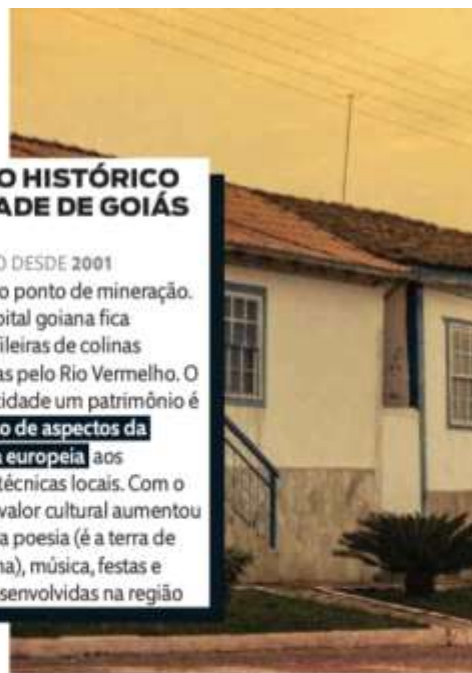 O HISTÓRICO
ADE DE GOIÁS
O DESDE 2001
o ponto de mineração.
pital goiana fica
ileiras de colinas
as pelo Rio Vermelho. O
cidade um patrimônio é
o de aspectos da
a europeia aos
técnicas locais. Com o
valor cultural aumentou
a poesia (é a terra de
na), música, festas e
senvolvidas na região